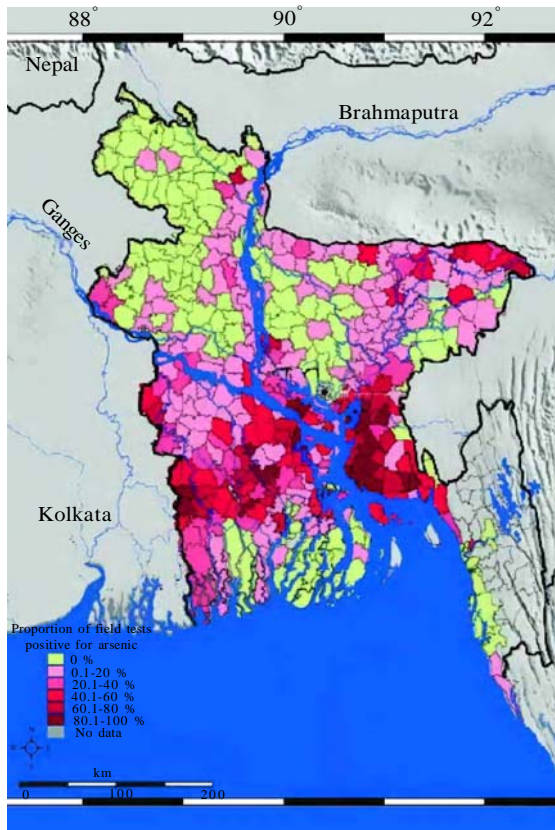 88°
90°
92°
Nepal
Brahmaputra
Ganges
Kolkata
Proportion of field tests
positive for arsenic
0 %
0.1-20 %
20.1-40 %
40.1-60 %
60.1-80 %
80.1-100 %
No data
km
0 100 200